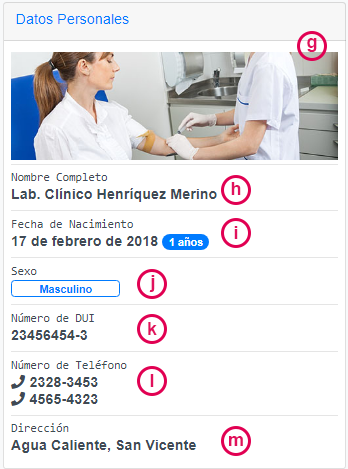 Datos Personales
g
Nombre Completo
Lab. Clínico Henríquez Merino h
Fecha de Nacimiento
17 de febrero de 2018 1 años i
Sexo
Masculino j
Número de DUI
23456454-3 k
Número de Teléfono
2328-3453 l
4565-4323
Dirección
Agua Caliente, San Vicente m